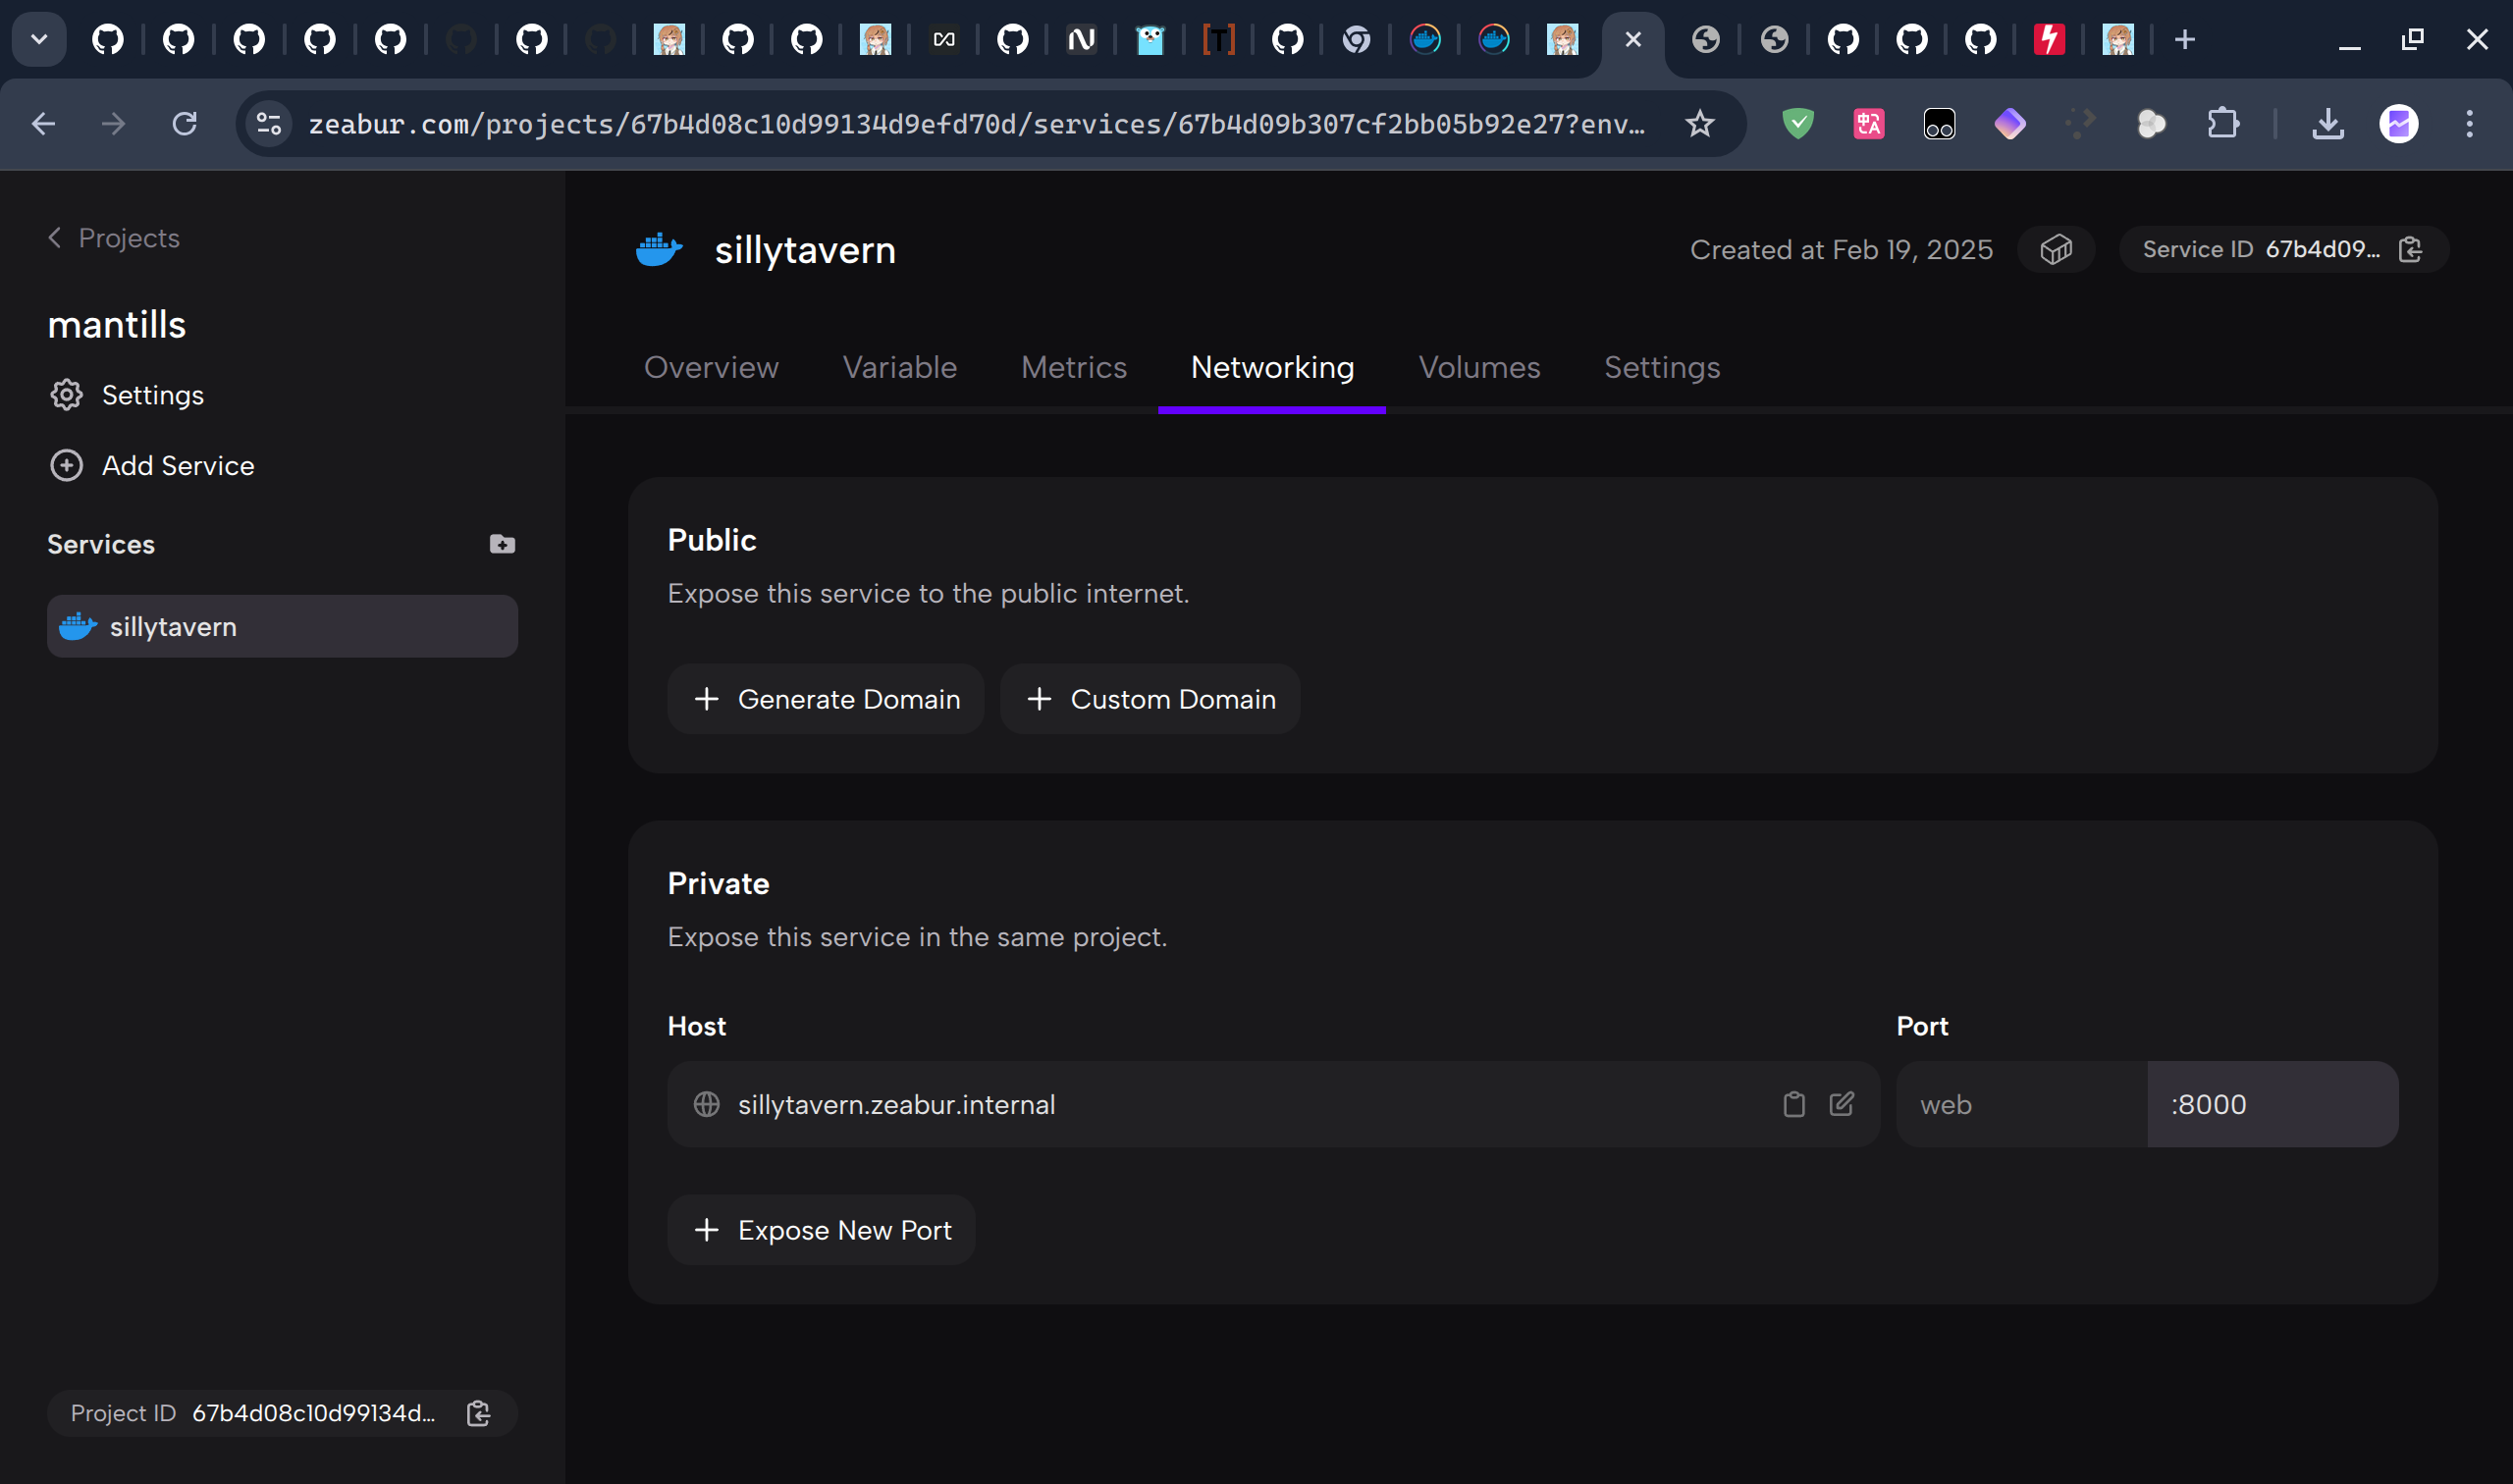 zeabur.com/projects/67b4d08c10d99134d9efd70d/services/67b4d09b307cf2bb05b92e27?env…
Projects
mantills
Settings
Add Service
Services
sillytavern
Project ID 67b4d08c10d99134d...
sillytavern
Created at Feb 19, 2025
Service ID 67b4d09...
Overview
Variable
Metrics
Networking
Volumes
Settings
Public
Expose this service to the public internet.
Generate Domain
Custom Domain
Private
Expose this service in the same project.
Host
Port
sillytavern.zeabur.internal
web
:8000
Expose New Port